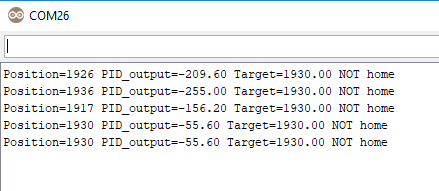 COM26
Position=1926 PID_output=-209.60 Target=1930.00 NOT home
Position=1936 PID_output=-255.00 Target=1930.00 NOT home
Position=1917 PID_output=-156.20 Target=1930.00 NOT home
Position=1930 PID_output=-55.60 Target=1930.00 NOT home
Position=1930 PID_output=-55.60 Target=1930.00 NOT home